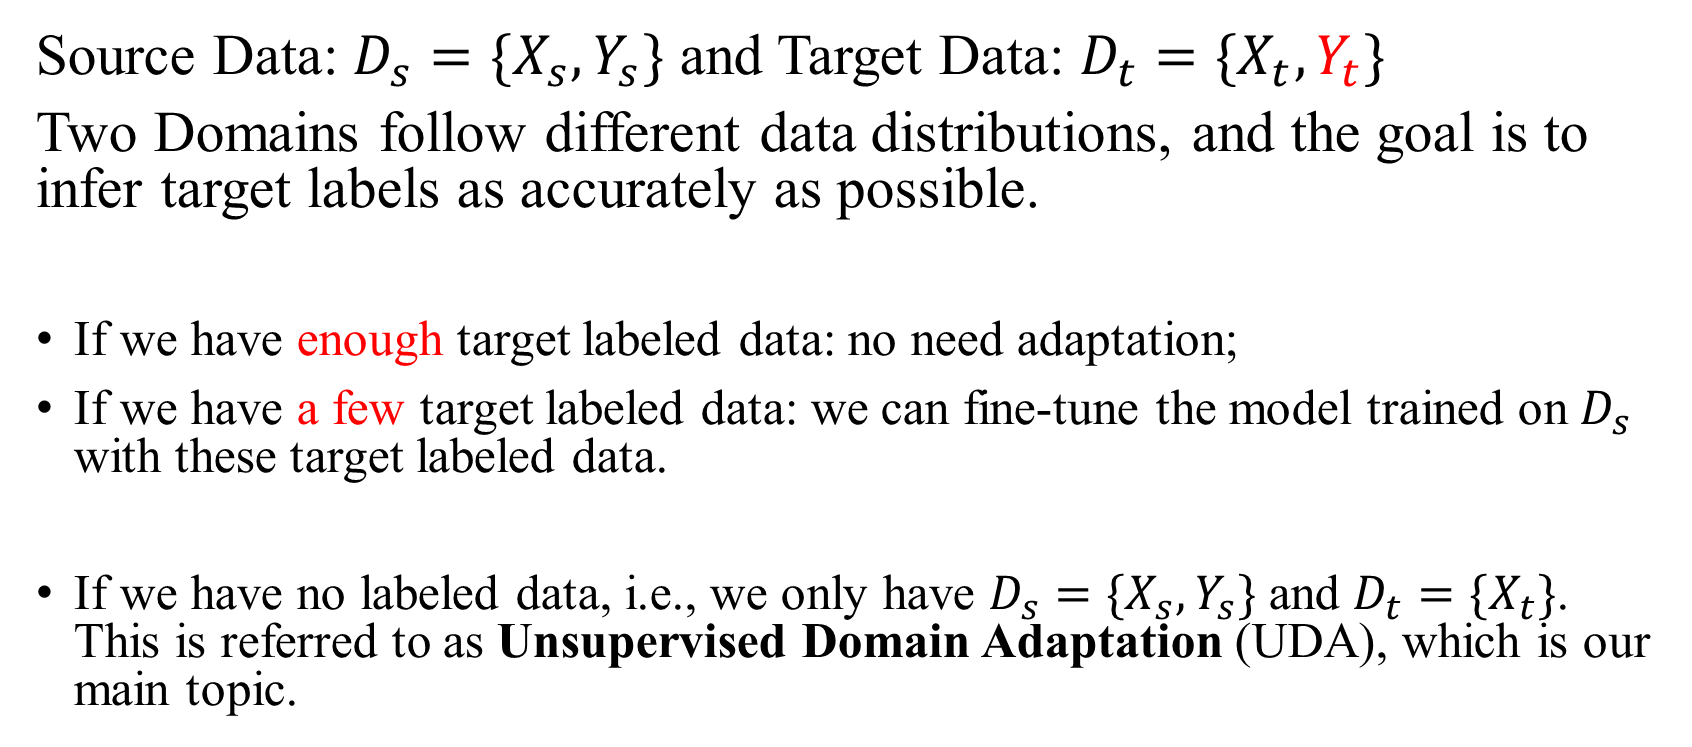 Source Data: D_s = {X_s, Y_s} and Target Data: D_t = {X_t, Y_t}
Two Domains follow different data distributions, and the goal is to
infer target labels as accurately as possible.
• If we have enough target labeled data: no need adaptation;
• If we have a few target labeled data: we can fine-tune the model trained on D_s
with these target labeled data.
• If we have no labeled data, i.e., we only have D_s = {X_s, Y_s} and D_t = {X_t}.
This is referred to as Unsupervised Domain Adaptation (UDA), which is our
main topic.